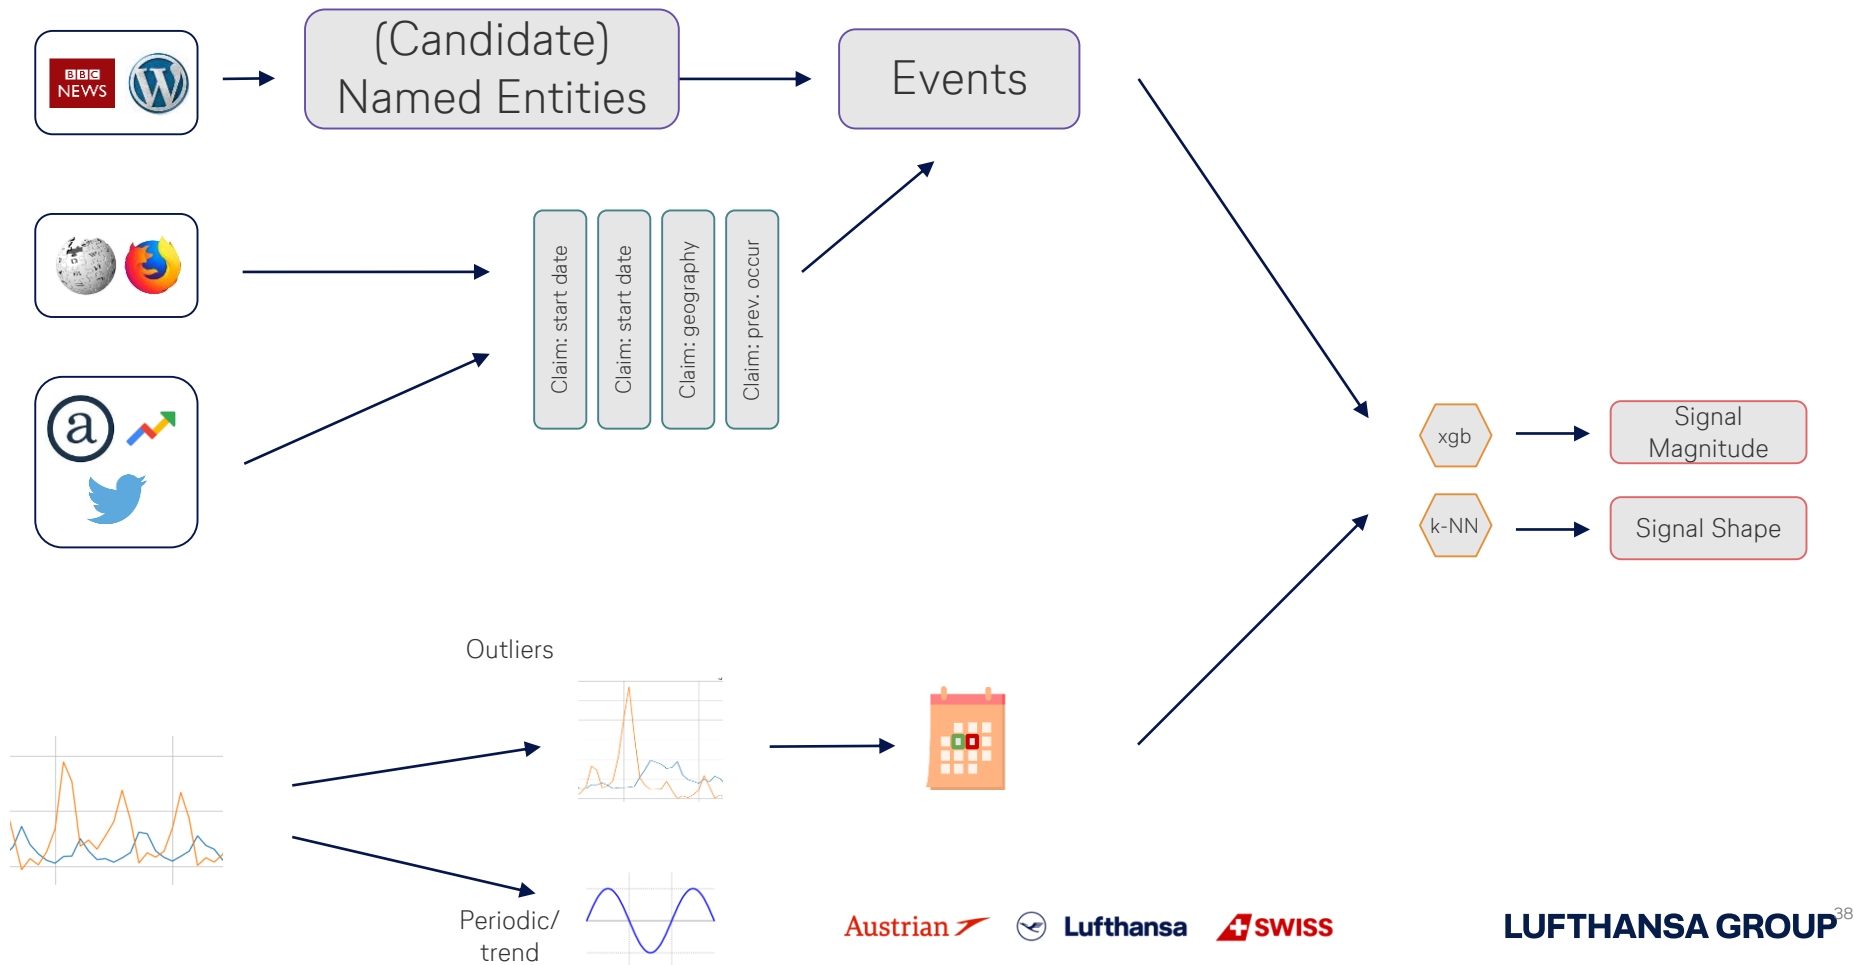 BBC
NEWS
(Candidate)
Named Entities
Events
Claim: start date
Claim: start date
Claim: geography
Claim: prev. occur
a
xgb
Signal
Magnitude
k-NN
Signal Shape
Outliers
Periodic/
trend
Austrian
Lufthansa
SWISS
LUFTHANSA GROUP
38